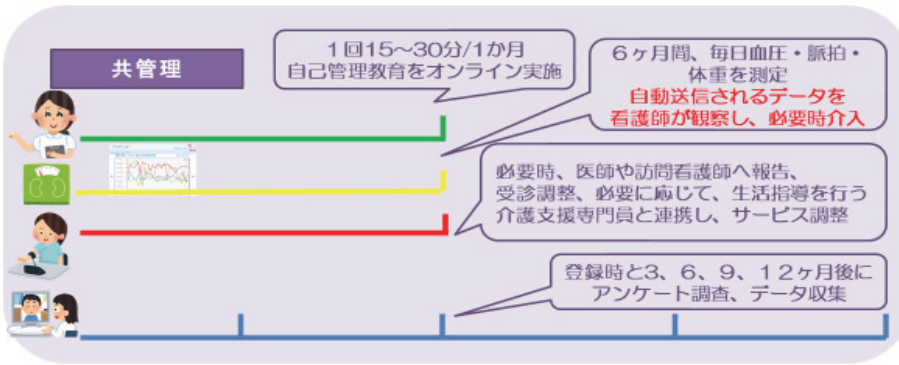 共管理
1回15～30分/1か月
自己管理教育をオンライン実施
6ヶ月間、毎日血圧・脈拍・
体重を測定
自動送信されるデータを
看護師が観察し、必要時介入
必要時、医師や訪問看護師へ報告、
受診調整、必要に応じて、生活指導を行う
介護支援専門員と連携し、サービス調整
登録時と3、6、9、12ヶ月後に
アンケート調査、データ収集